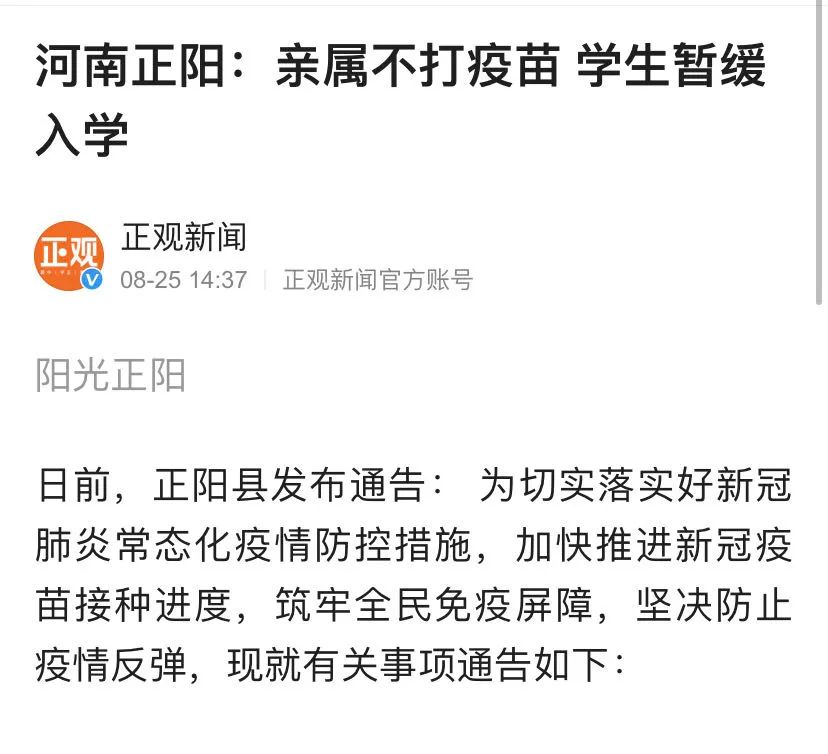 河南正阳：亲属不打疫苗 学生暂缓
入学
正观
正观新闻
08-25 14:37 | 正观新闻官方账号
阳光正阳
日前，正阳县发布通告： 为切实落实好新冠
肺炎常态化疫情防控措施，加快推进新冠疫
苗接种进度，筑牢全民免疫屏障，坚决防止
疫情反弹，现就有关事项通告如下：